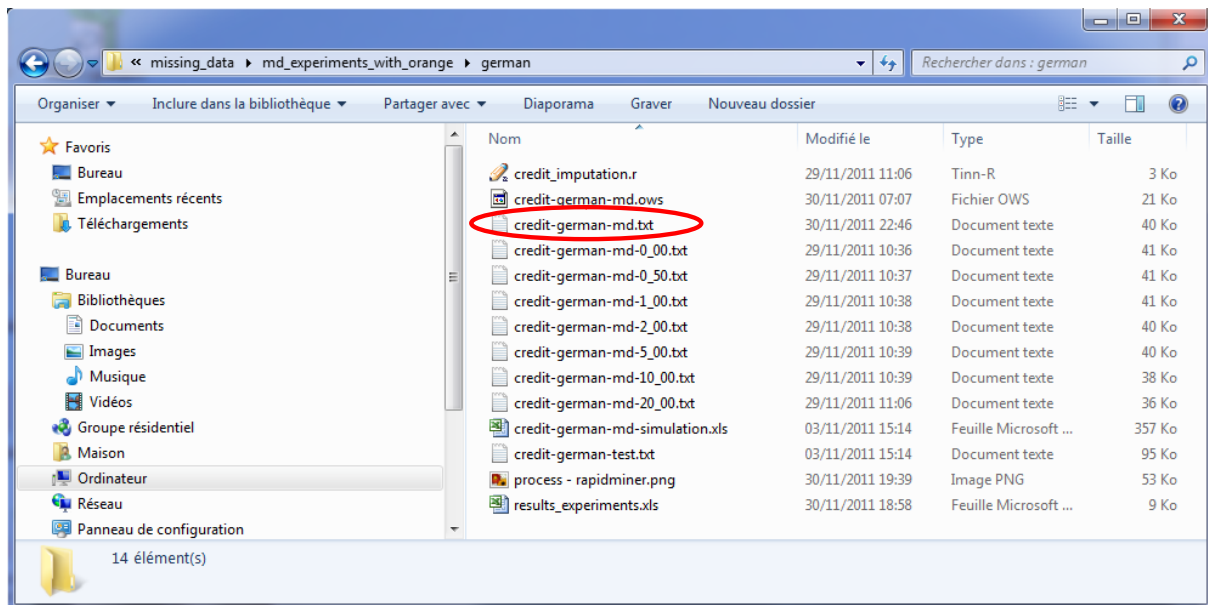 « missing_data ▸ md_experiments_with_orange ▸ german
Rechercher dans : german
Organiser Inclure dans la bibliothèque Partager avec Diaporama Graver Nouveau dossier
Favoris
Bureau
Emplacements récents
Téléchargements
Bureau
Bibliothèques
Documents
Images
Musique
Vidéos
Groupe résidentiel
Maison
Ordinateur
Réseau
Panneau de configuration
Nom Modifié le Type Taille
credit_imputation.r 29/11/2011 11:06 Tinn-R 3 Ko
credit-german-md.ows 30/11/2011 07:07 Fichier OWS 21 Ko
credit-german-md.txt 30/11/2011 22:46 Document texte 40 Ko
credit-german-md-0_00.txt 29/11/2011 10:36 Document texte 41 Ko
credit-german-md-0_50.txt 29/11/2011 10:37 Document texte 41 Ko
credit-german-md-1_00.txt 29/11/2011 10:38 Document texte 41 Ko
credit-german-md-2_00.txt 29/11/2011 10:38 Document texte 40 Ko
credit-german-md-5_00.txt 29/11/2011 10:39 Document texte 40 Ko
credit-german-md-10_00.txt 29/11/2011 10:39 Document texte 38 Ko
credit-german-md-20_00.txt 29/11/2011 11:06 Document texte 36 Ko
credit-german-md-simulation.xls 03/11/2011 15:14 Feuille Microsoft ... 357 Ko
credit-german-test.txt 03/11/2011 15:14 Document texte 95 Ko
process - rapidminer.png 30/11/2011 19:39 Image PNG 53 Ko
results_experiments.xls 30/11/2011 18:58 Feuille Microsoft ... 9 Ko
14 élément(s)